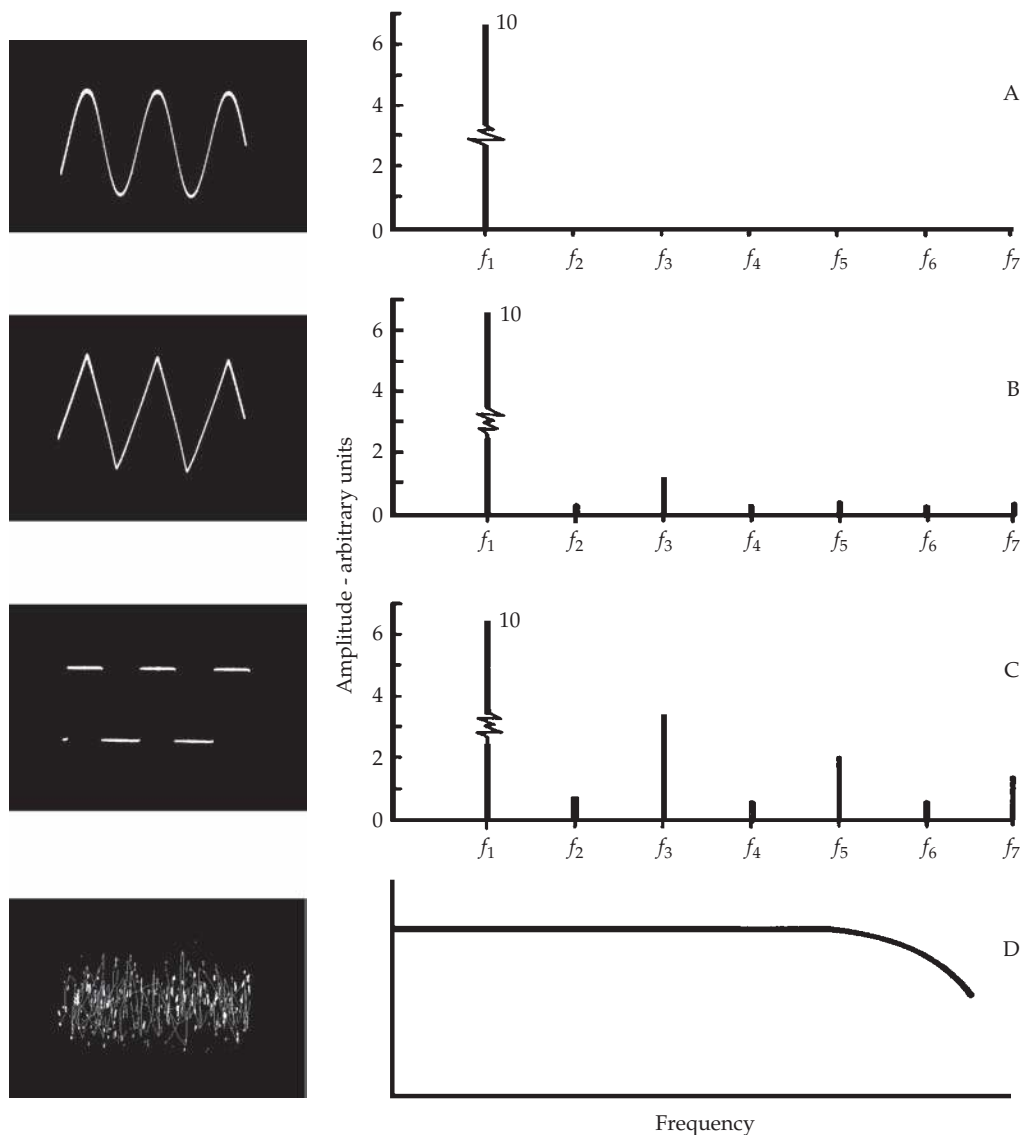 10
6
4
2
0
A
f₁ f₂ f₃ f₄ f₅ f₆ f₇
10
6
4
2
0
B
f₁ f₂ f₃ f₄ f₅ f₆ f₇
Amplitude - arbitrary units
10
6
4
2
0
C
f₁ f₂ f₃ f₄ f₅ f₆ f₇
D
Frequency